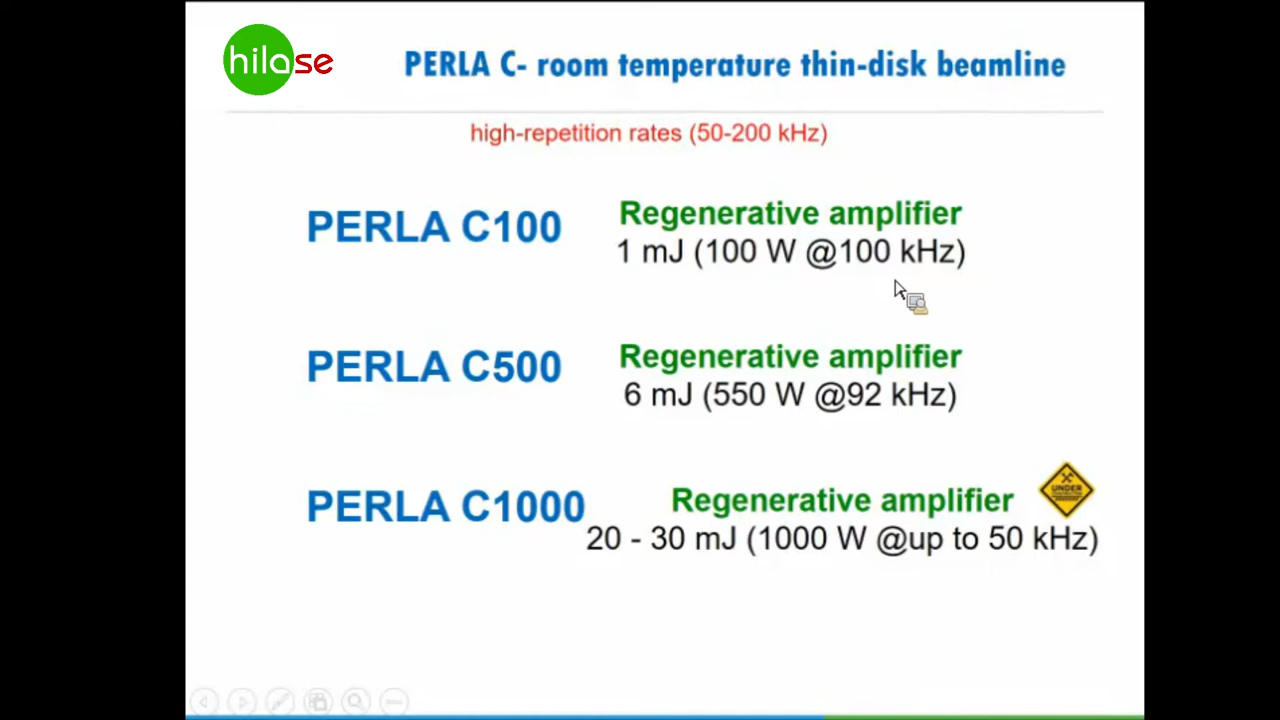 hilase
PERLA C- room temperature thin-disk beamline
high-repetition rates (50-200 kHz)
PERLA C100
Regenerative amplifier
1 mJ (100 W @100 kHz)
PERLA C500
Regenerative amplifier
6 mJ (550 W @92 kHz)
PERLA C1000
Regenerative amplifier
UNDER
20 - 30 mJ (1000 W @up to 50 kHz)